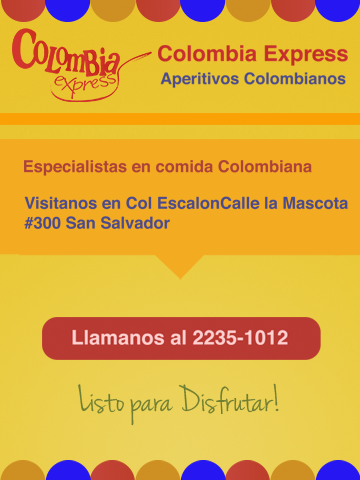 Colombia
express
Colombia Express
Aperitivos Colombianos
Especialistas en comida Colombiana
Visitanos en Col EscalonCalle la Mascota
#300 San Salvador
Llamanos al 2235-1012
Listo para Disfrutar!